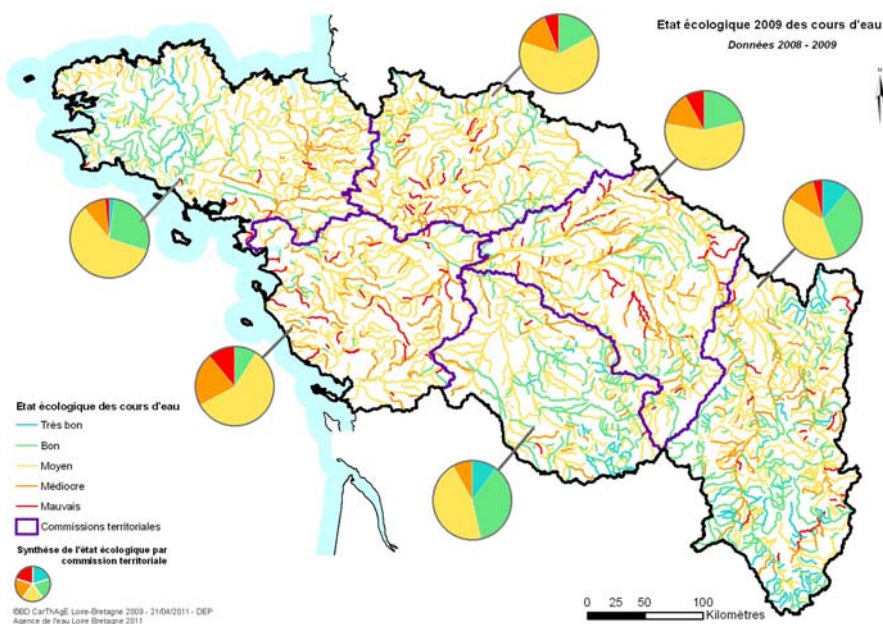 Etat écologique 2009 des cours d'eau
Données 2008 - 2009
N
Etat écologique des cours d'eau
Très bon
Bon
Moyen
Médiocre
Mauvais
Commissions territoriales
Synthèse de l'état écologique par
commission territoriale
©BD CarThAgE Loire-Bretagne 2009 - 21/04/2011 - DEP
Agence de l'eau Loire Bretagne 2011
0 25 50 100
Kilomètres